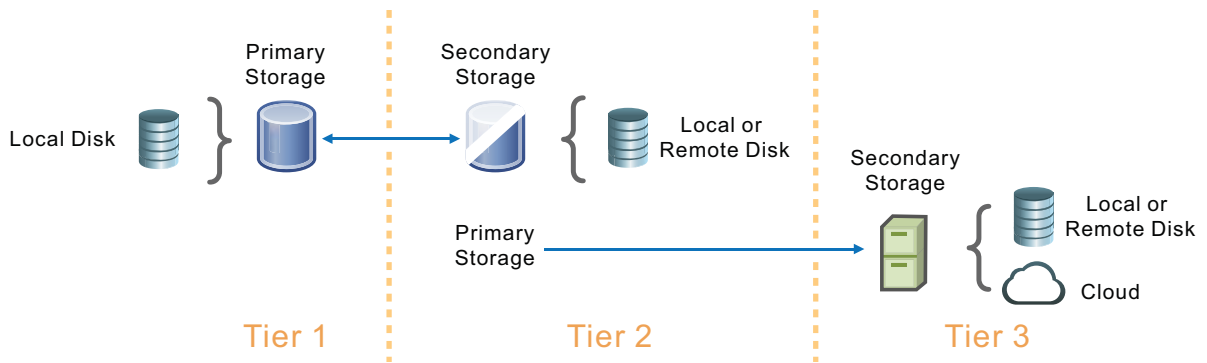 Primary
Storage
Local Disk
Secondary
Storage
Local or
Remote Disk
Primary
Storage
Secondary
Storage
Local or
Remote Disk
Cloud
Tier 1
Tier 2
Tier 3